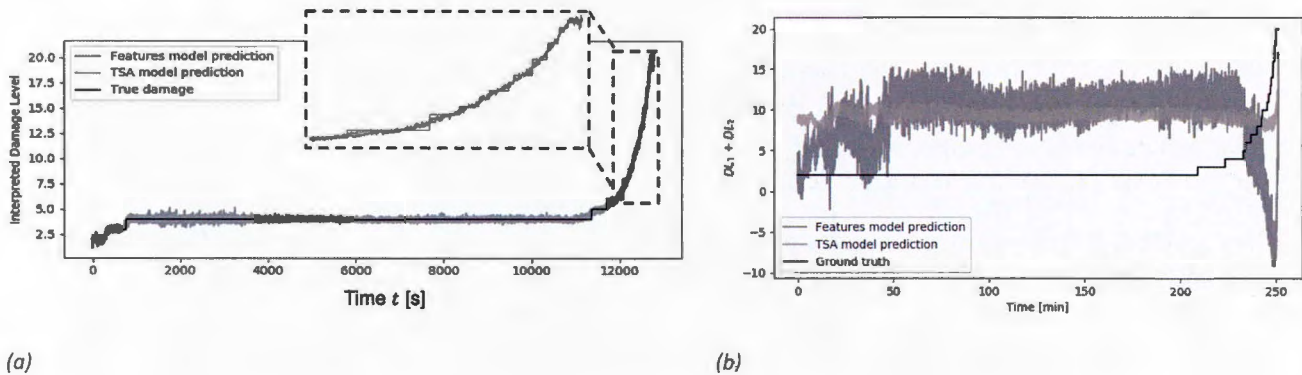 Features model prediction
TSA model prediction
True damage
Interpreted Damage Level
20.0
17.5
15.0
12.5
10.0
7.5
5.0
2.5
0
2000
4000
6000
8000
10000
12000
Time t [s]
(a)
20
15
10
5
0
−5
−10
DL₁ + DL₂
Features model prediction
TSA model prediction
Ground truth
0
50
100
150
200
250
Time [min]
(b)